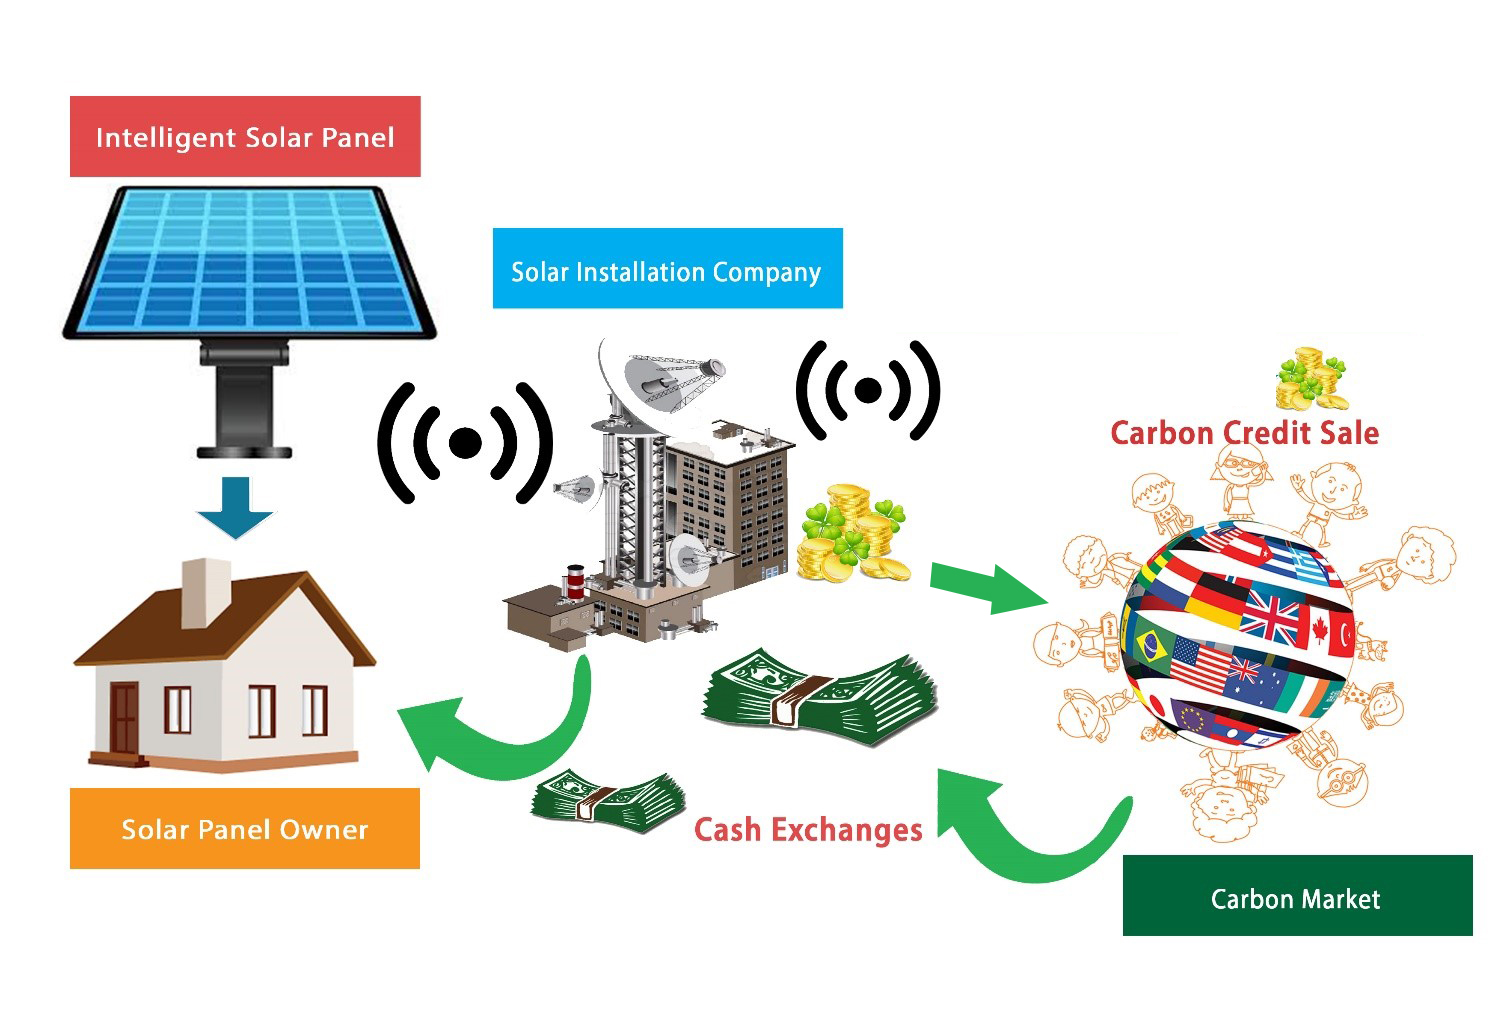 Intelligent Solar Panel
Solar Installation Company
Carbon Credit Sale
Solar Panel Owner
Cash Exchanges
Carbon Market